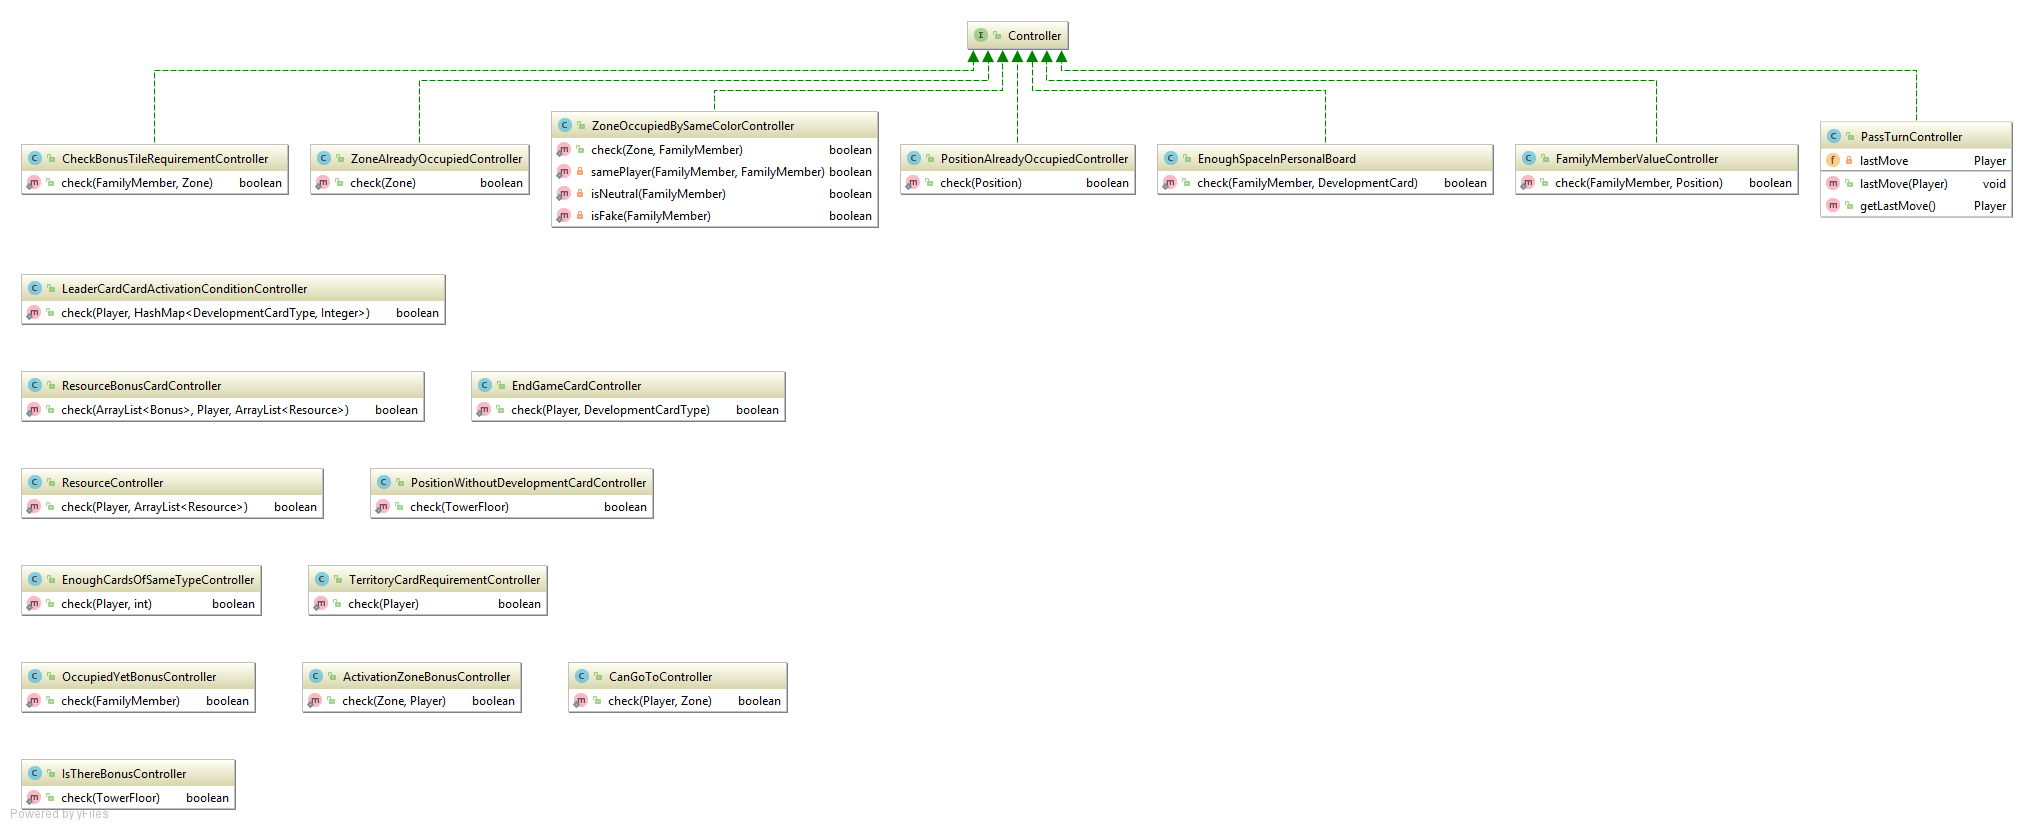 Controller
CheckBonusTileRequirementController
check(FamilyMember, Zone) boolean
ZoneAlreadyOccupiedController
check(Zone) boolean
ZoneOccupiedBySameColorController
check(Zone, FamilyMember) boolean
samePlayer(FamilyMember, FamilyMember) boolean
isNeutral(FamilyMember) boolean
isFake(FamilyMember) boolean
PositionAlreadyOccupiedController
check(Position) boolean
EnoughSpaceInPersonalBoard
check(FamilyMember, DevelopmentCard) boolean
FamilyMemberValueController
check(FamilyMember, Position) boolean
PassTurnController
lastMove Player
lastMove(Player) void
getLastMove() Player
LeaderCardCardActivationConditionController
check(Player, HashMap<DevelopmentCardType, Integer>) boolean
ResourceBonusCardController
check(ArrayList<Bonus>, Player, ArrayList<Resource>) boolean
EndGameCardController
check(Player, DevelopmentCardType) boolean
ResourceController
check(Player, ArrayList<Resource>) boolean
PositionWithoutDevelopmentCardController
check(TowerFloor) boolean
EnoughCardsOfSameTypeController
check(Player, int) boolean
TerritoryCardRequirementController
check(Player) boolean
OccupiedYetBonusController
check(FamilyMember) boolean
ActivationZoneBonusController
check(Zone, Player) boolean
CanGoToController
check(Player, Zone) boolean
IsThereBonusController
check(TowerFloor) boolean
Powered by yFiles